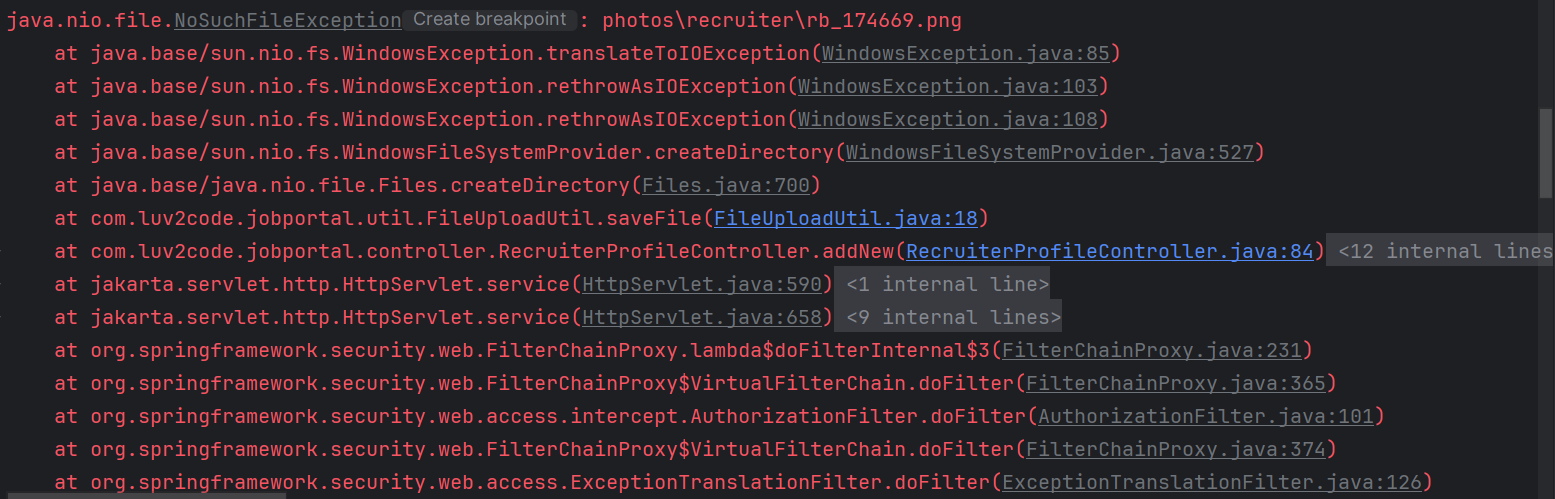 java.nio.file.NoSuchFileException Create breakpoint : photos\recruiter\rb_174669.png
at java.base/sun.nio.fs.WindowsException.translateToIOException(WindowsException.java:85)
at java.base/sun.nio.fs.WindowsException.rethrowAsIOException(WindowsException.java:103)
at java.base/sun.nio.fs.WindowsException.rethrowAsIOException(WindowsException.java:108)
at java.base/sun.nio.fs.WindowsFileSystemProvider.createDirectory(WindowsFileSystemProvider.java:527)
at java.base/java.nio.file.Files.createDirectory(Files.java:700)
at com.luv2code.jobportal.util.FileUploadUtil.saveFile(FileUploadUtil.java:18)
at com.luv2code.jobportal.controller.RecruiterProfileController.addNew(RecruiterProfileController.java:84) <12 internal lines
at jakarta.servlet.http.HttpServlet.service(HttpServlet.java:590) <1 internal line>
at jakarta.servlet.http.HttpServlet.service(HttpServlet.java:658) <9 internal lines>
at org.springframework.security.web.FilterChainProxy.lambda$doFilterInternal$3(FilterChainProxy.java:231)
at org.springframework.security.web.FilterChainProxy$VirtualFilterChain.doFilter(FilterChainProxy.java:365)
at org.springframework.security.web.access.intercept.AuthorizationFilter.doFilter(AuthorizationFilter.java:101)
at org.springframework.security.web.FilterChainProxy$VirtualFilterChain.doFilter(FilterChainProxy.java:374)
at org.springframework.security.web.access.ExceptionTranslationFilter.doFilter(ExceptionTranslationFilter.java:126)